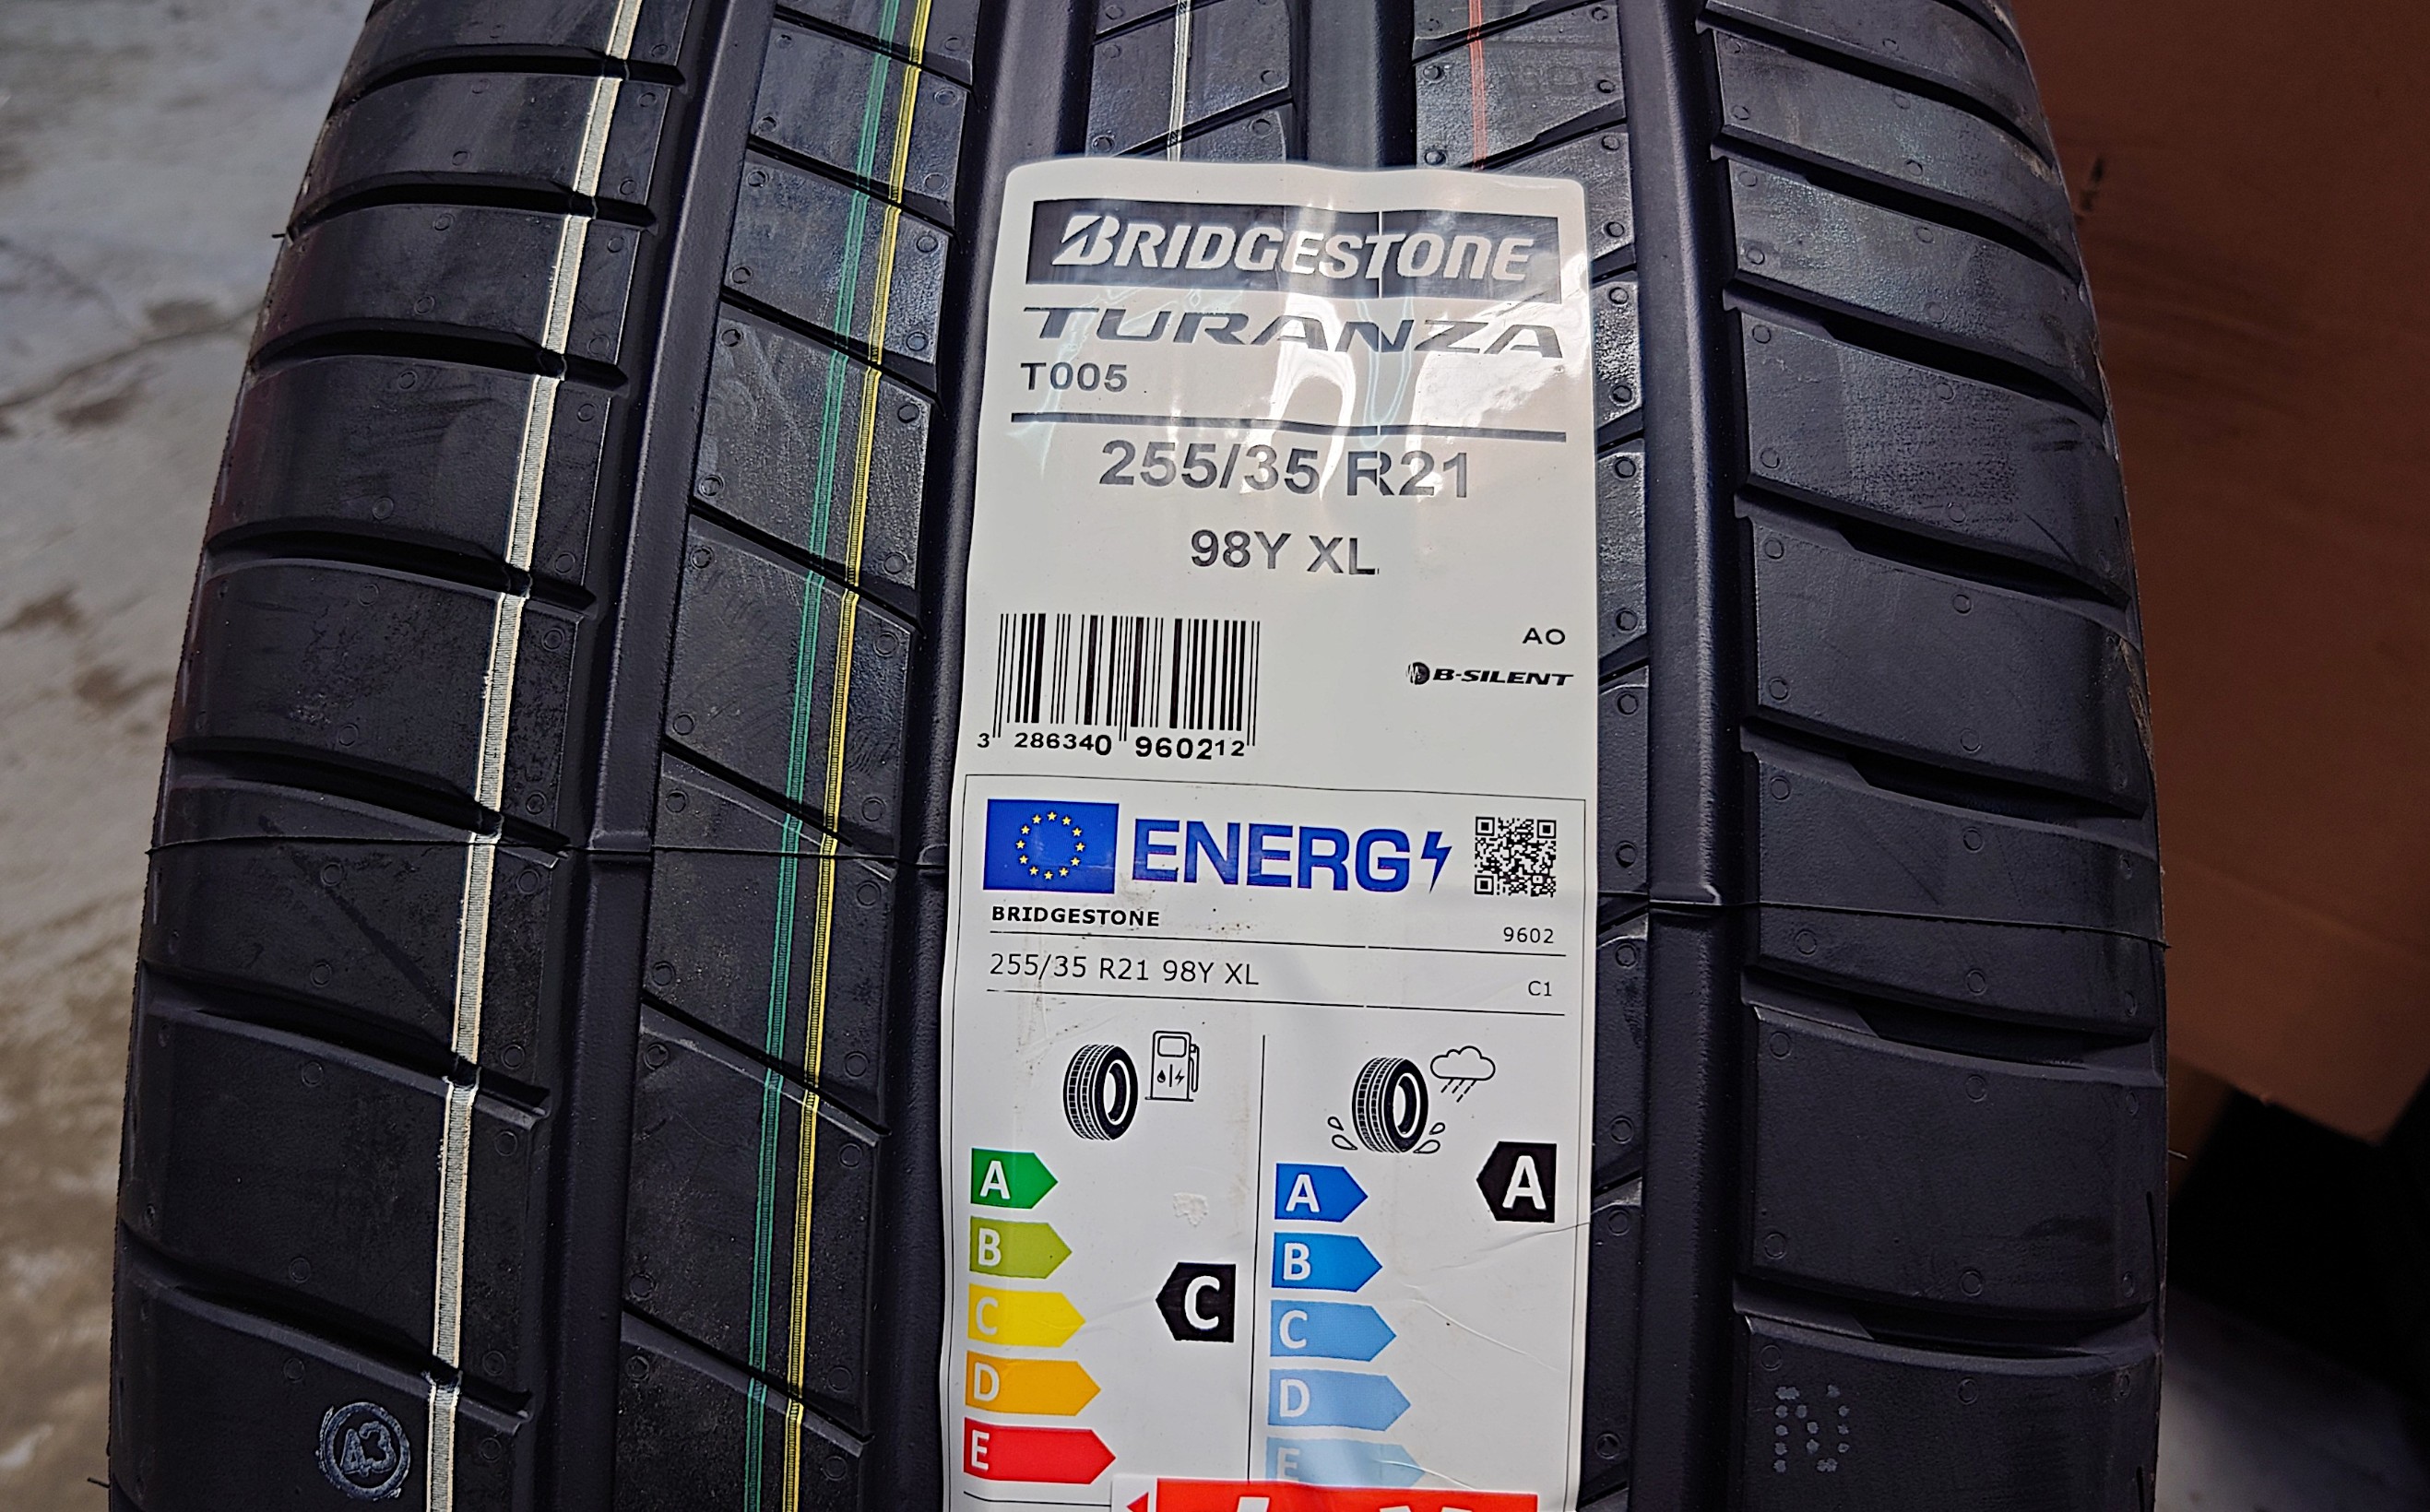 BRIDGESTONE
TURANZA
T005
255/35 R21
98Y XL
AO
B-SILENT
3 286340 960212
ENERG
BRIDGESTONE
9602
255/35 R21 98Y XL
C1
A
A
A
B
B
C
C
C
D
D
E
E
43
N